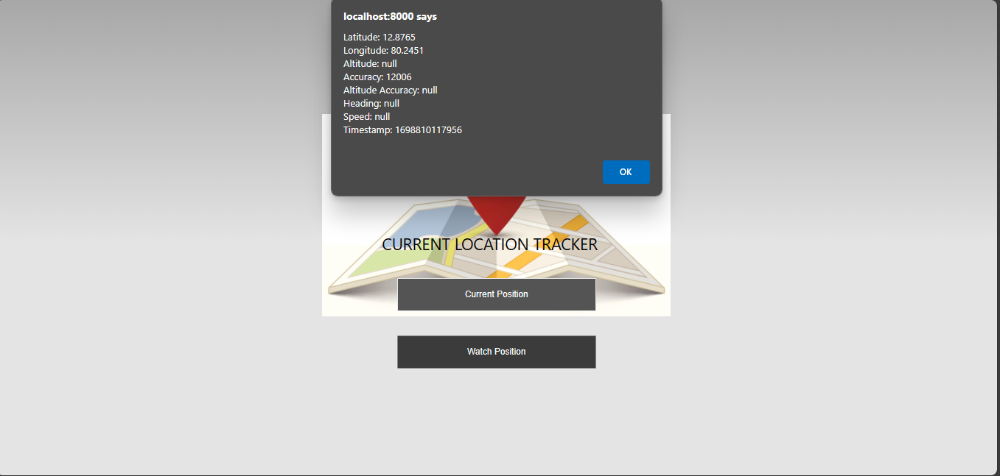 localhost:8000 says
Latitude: 12.8765
Longitude: 80.2451
Altitude: null
Accuracy: 12006
Altitude Accuracy: null
Heading: null
Speed: null
Timestamp: 1698810117956
OK
CURRENT LOCATION TRACKER
Current Position
Watch Position